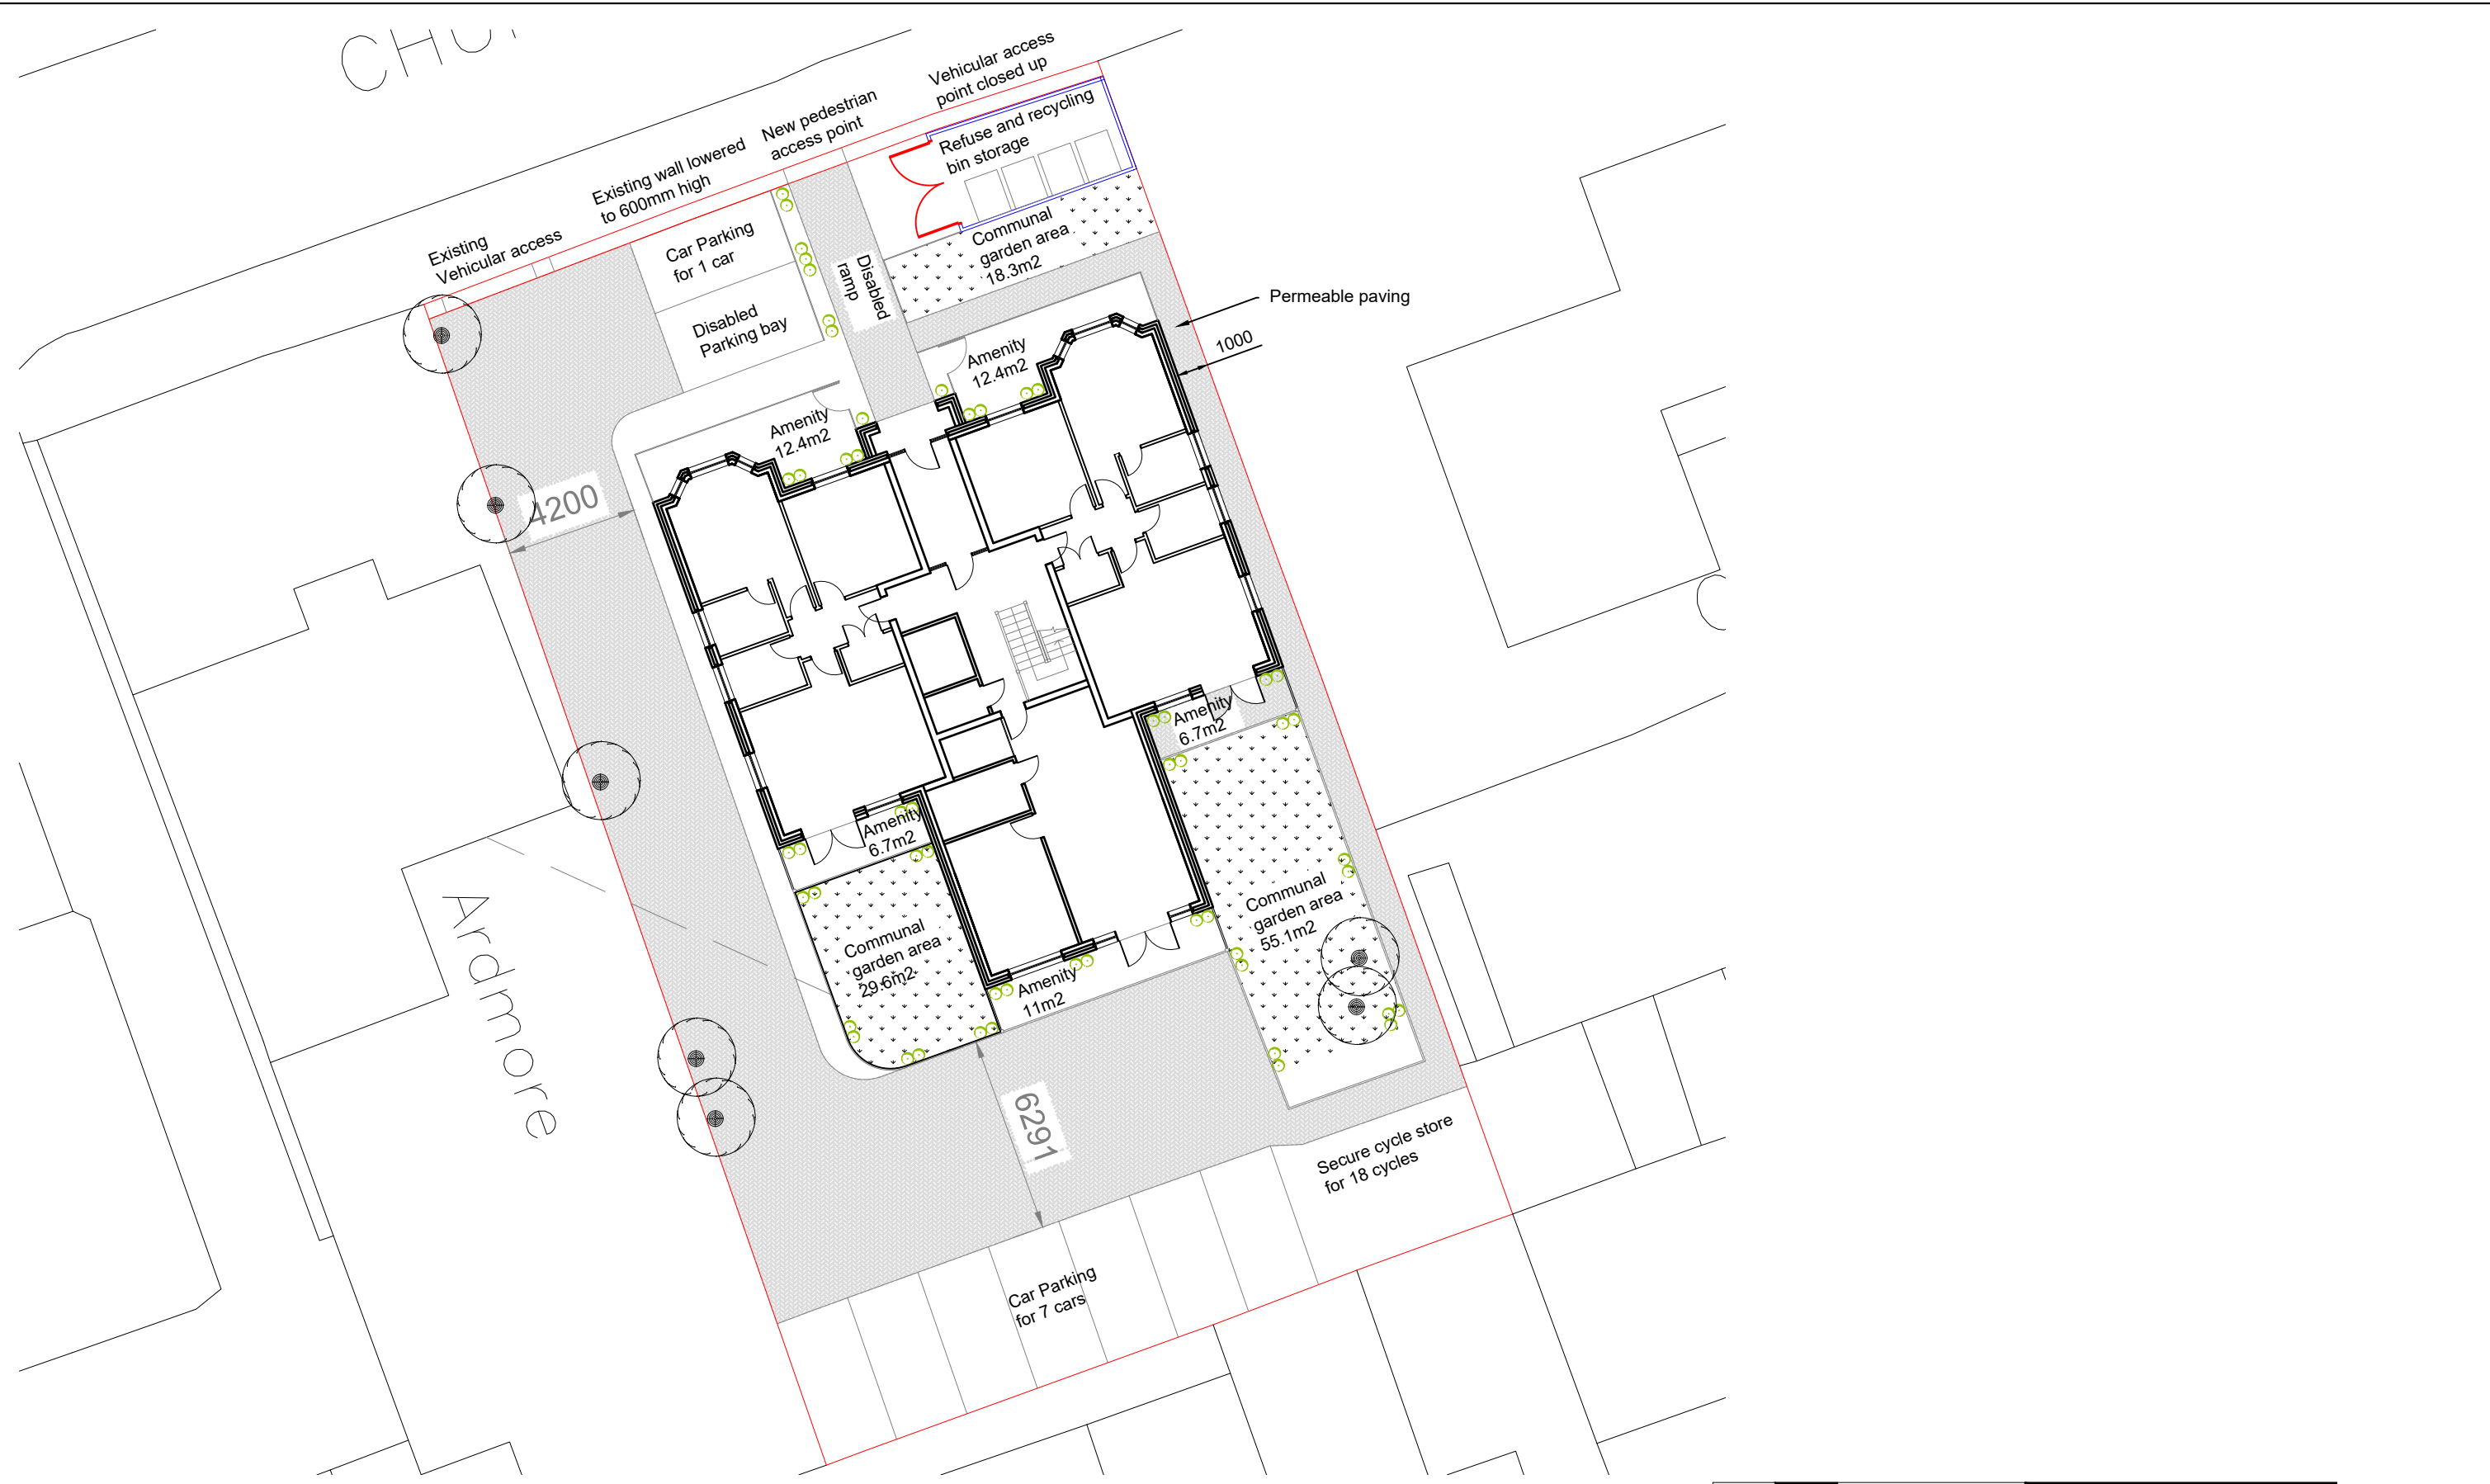 Vehicular access
point closed up
New pedestrian
access point
Existing wall lowered
to 600mm high
Existing
Vehicular access
Refuse and recycling
bin storage
Car Parking
for 1 car
Disabled
Parking bay
Disabled
ramp
Communal
garden area
18.3m2
Permeable paving
1000
Amenity
12.4m2
Amenity
12.4m2
4200
Amenity
6.7m2
Amenity
6.7m2
Communal
garden area
55.1m2
Communal
garden area
29.6m2
Amenity
11m2
Ardmore
6291
Secure cycle store
for 18 cycles
Car Parking
for 7 cars